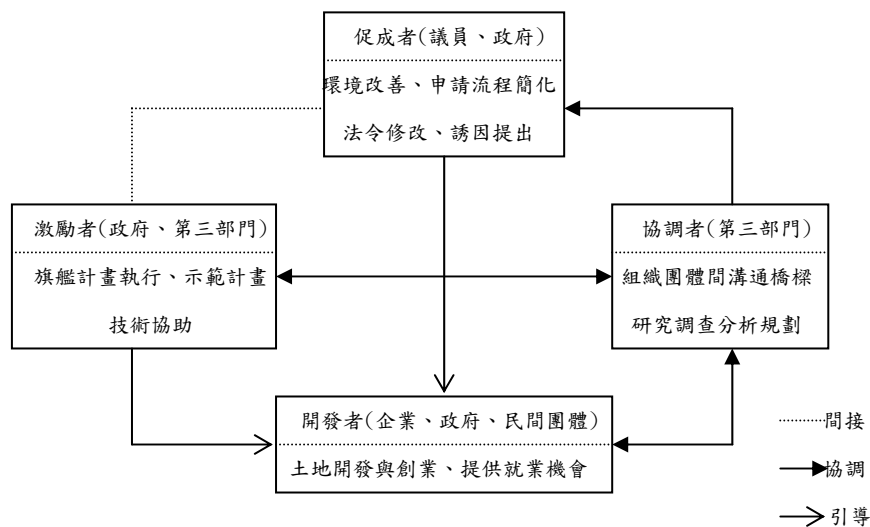 促成者(議員、政府)
環境改善、申請流程簡化
法令修改、誘因提出
激勵者(政府、第三部門)
旗艦計畫執行、示範計畫
技術協助
協調者(第三部門)
組織團體間溝通橋樑
研究調查分析規劃
開發者(企業、政府、民間團體)
土地開發與創業、提供就業機會
間接
協調
引導